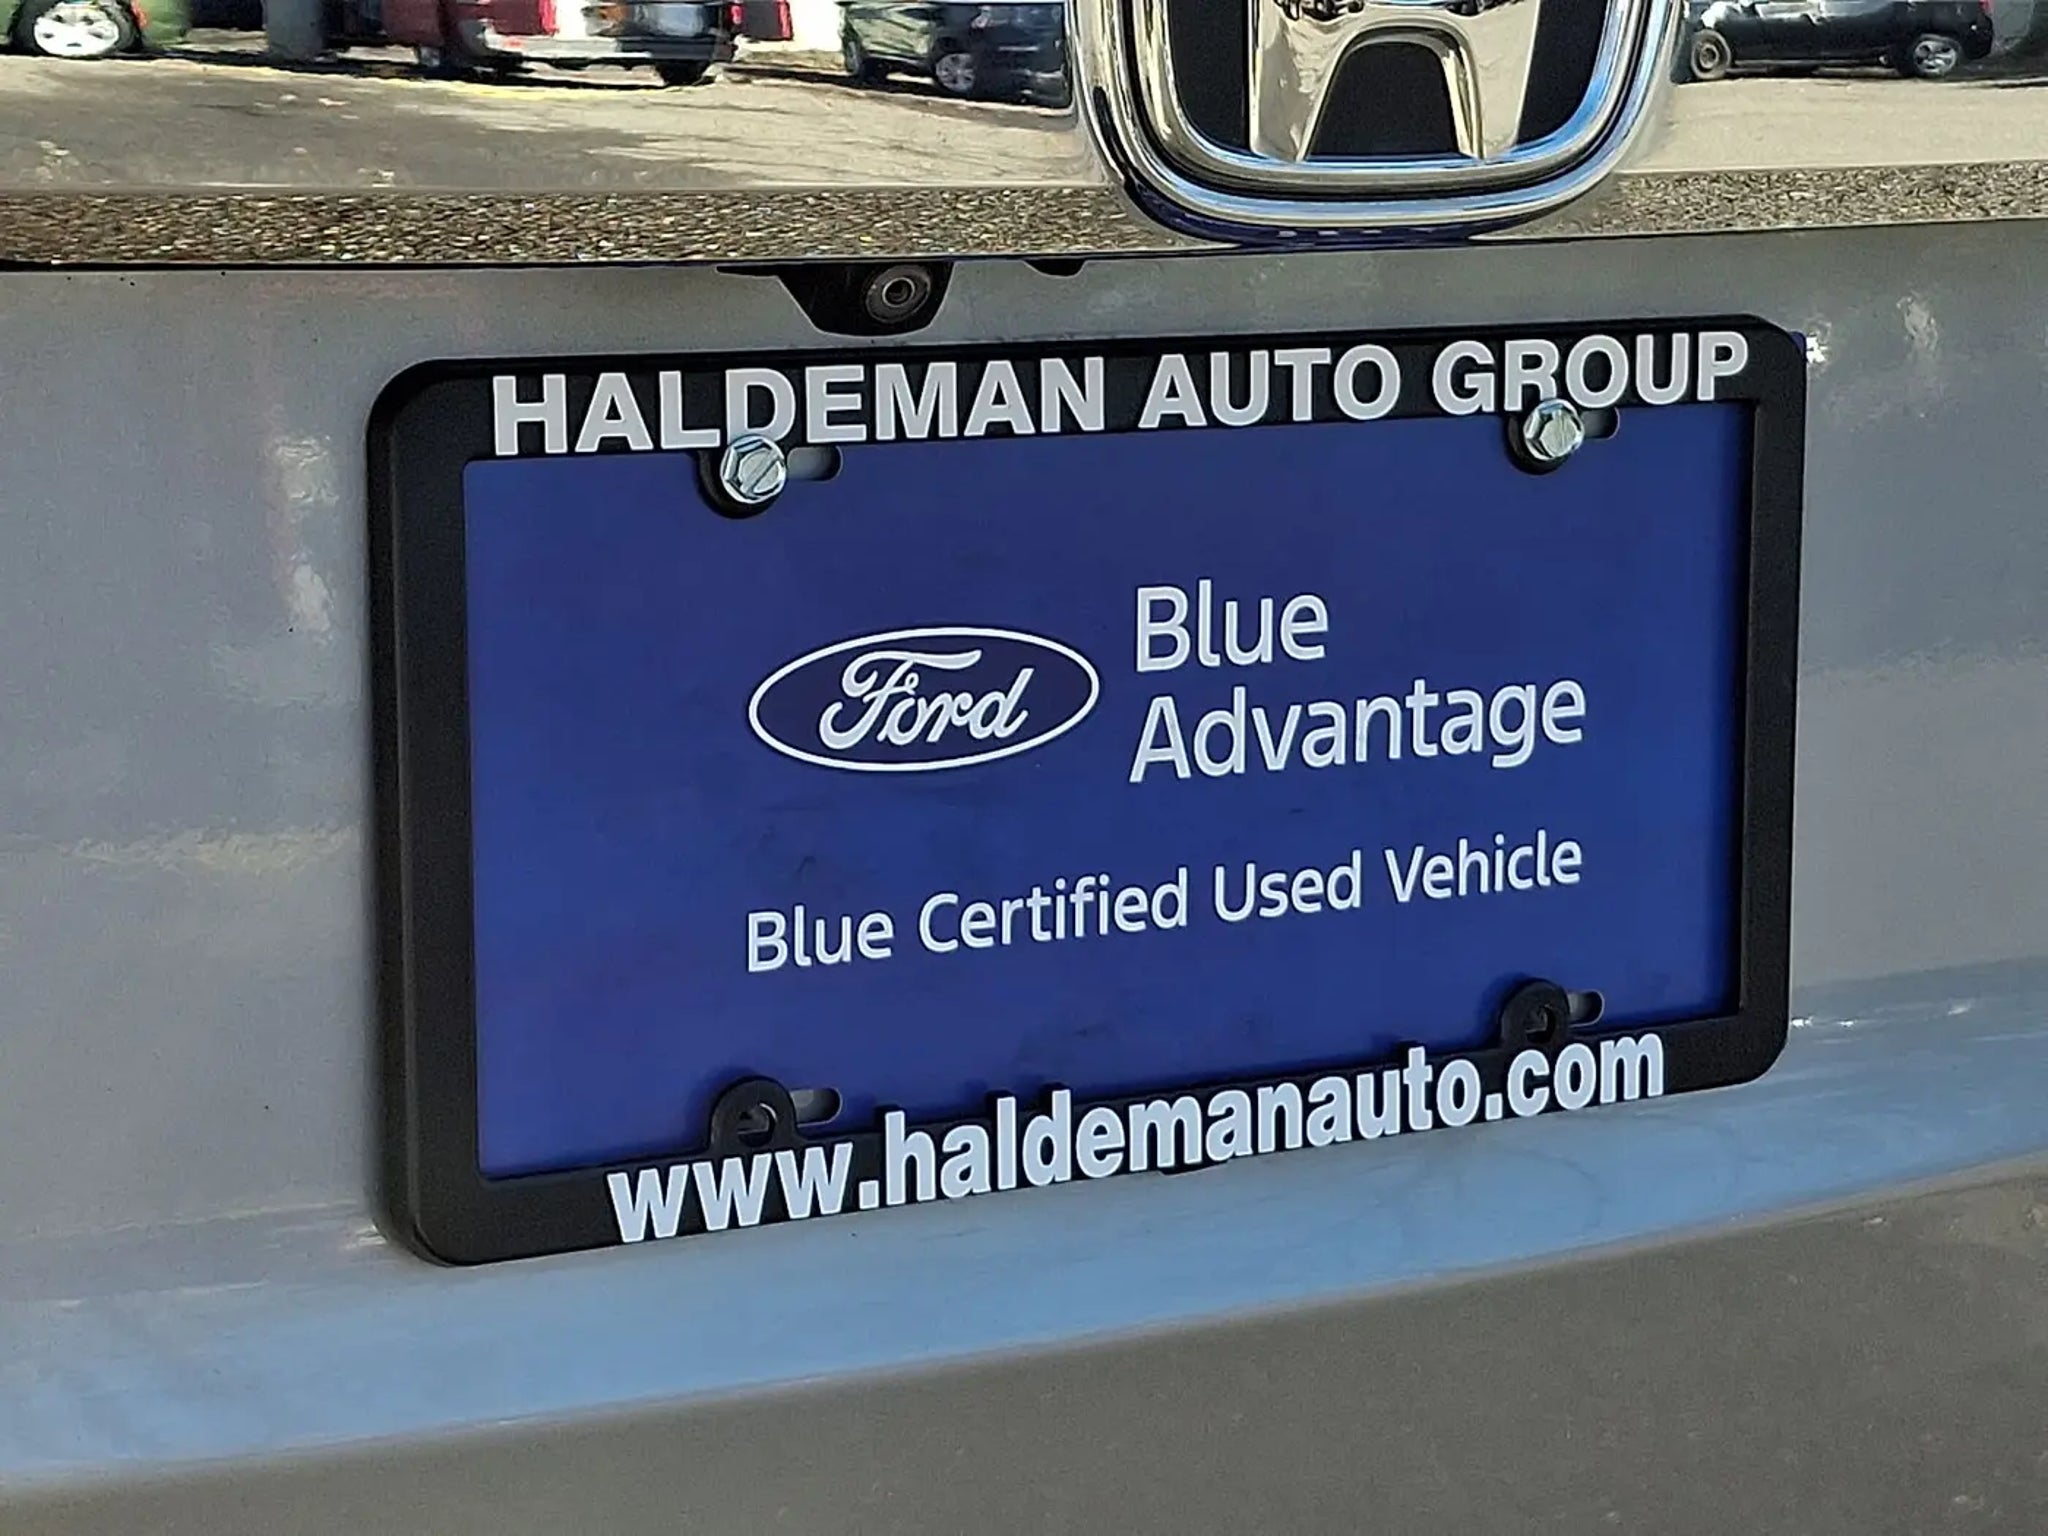 HALDEMAN AUTO GROUP
Ford
Blue
Advantage
Blue Certified Used Vehicle
www.haldemanauto.com